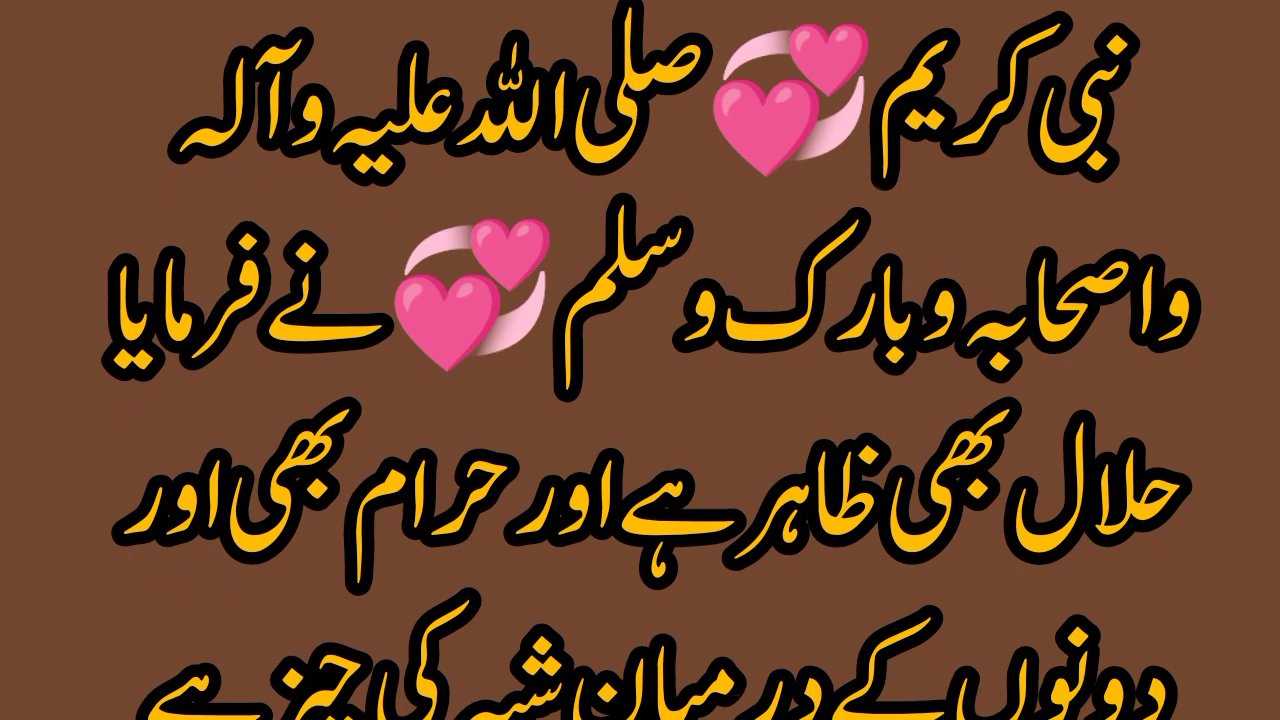 نبی کریم 💞 صلی اللہ علیہ وآلہ
واصحابہ وبارک وسلم 💞 نے فرمایا
حلال بھی ظاہر ہے اور حرام بھی اور
دونوں کے درمیان شبہ کی چیز ہے